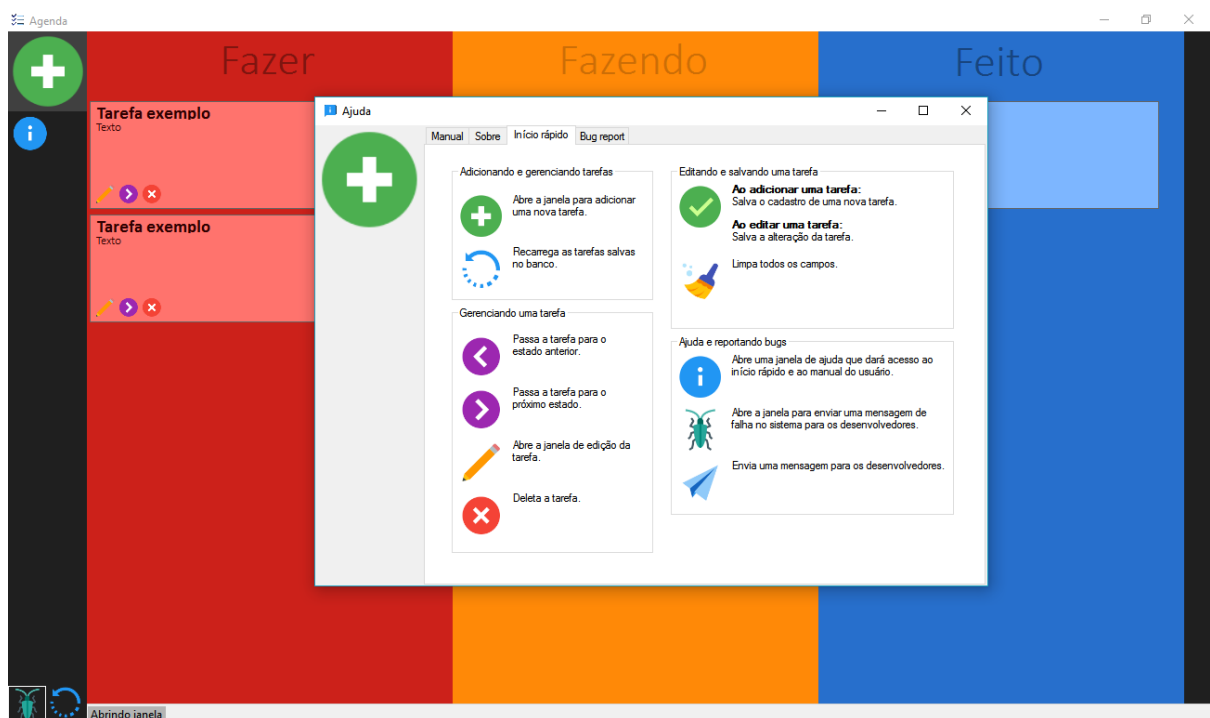 Agenda
Fazer
Fazendo
Feito
Tarefa exemplo
Texto
Tarefa exemplo
Texto
Ajuda
Manual Sobre Início rápido Bug report
Adicionando e gerenciando tarefas
Abre a janela para adicionar
uma nova tarefa.
Recarrega as tarefas salvas
no banco.
Gerenciando uma tarefa
Passa a tarefa para o
estado anterior.
Passa a tarefa para o
próximo estado.
Abre a janela de edição da
tarefa.
Deleta a tarefa.
Editando e salvando uma tarefa
Ao adicionar uma tarefa:
Salva o cadastro de uma nova tarefa.
Ao editar uma tarefa:
Salva a alteração da tarefa.
Limpa todos os campos.
Ajuda e reportando bugs
Abre uma janela de ajuda que dará acesso ao
início rápido e ao manual do usuário.
Abre a janela para enviar uma mensagem de
falha no sistema para os desenvolvedores.
Envia uma mensagem para os desenvolvedores.
Abrindo janela